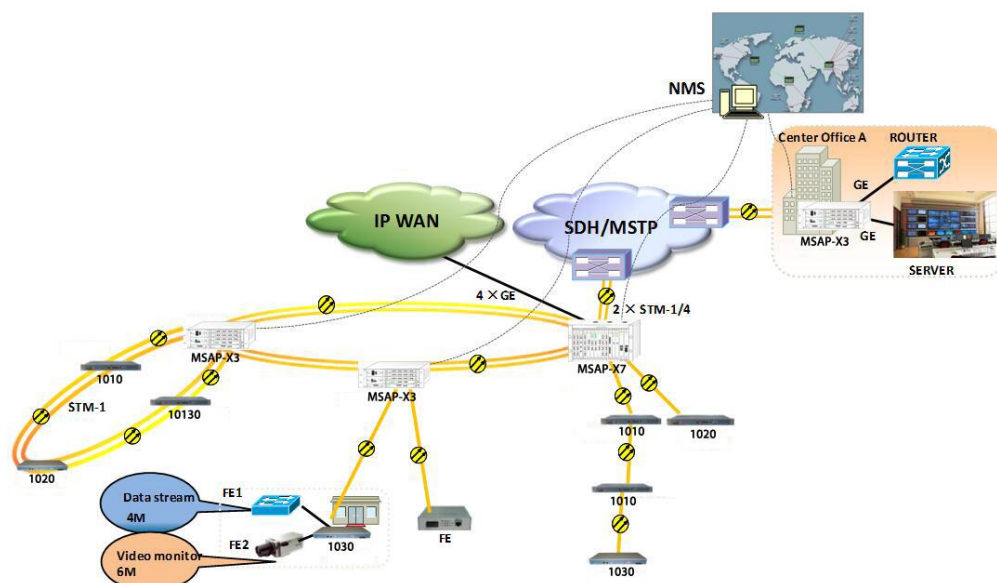 NMS
Center Office A
ROUTER
GE
MSAP-X3
GE
SERVER
IP WAN
SDH/MSTP
4 × GE
2 × STM-1/4
MSAP-X3
MSAP-X7
1010
MSAP-X3
STM-1
10130
1010
1020
1020
1010
Data stream
4M
FE1
FE2
1030
FE
Video monitor
6M
1030